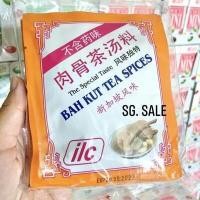 不含药味
肉骨茶汤料
The Special Taste 风味独特
BAH KUT TEA SPICES
新加坡风味
SG. SALE
ilc